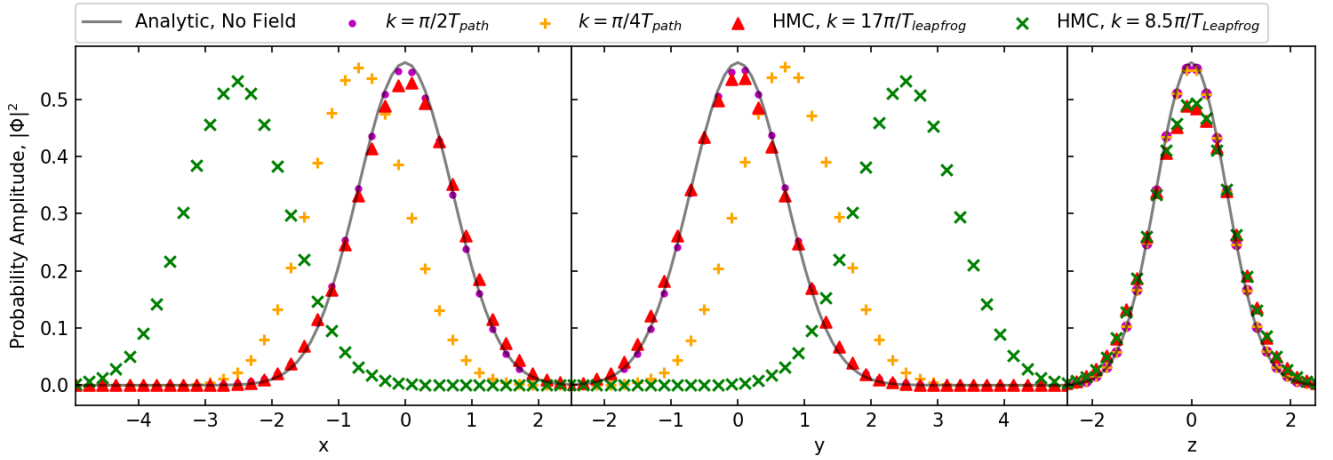 Analytic, No Field
k = π/2T_path
k = π/4T_path
HMC, k = 17π/T_leapfrog
HMC, k = 8.5π/T_Leapfrog
Probability Amplitude, |Φ|²
0.5
0.4
0.3
0.2
0.1
0.0
−4 −3 −2 −1 0 1 2
−2 −1 0 1 2 3 4
−2 0 2
x y z